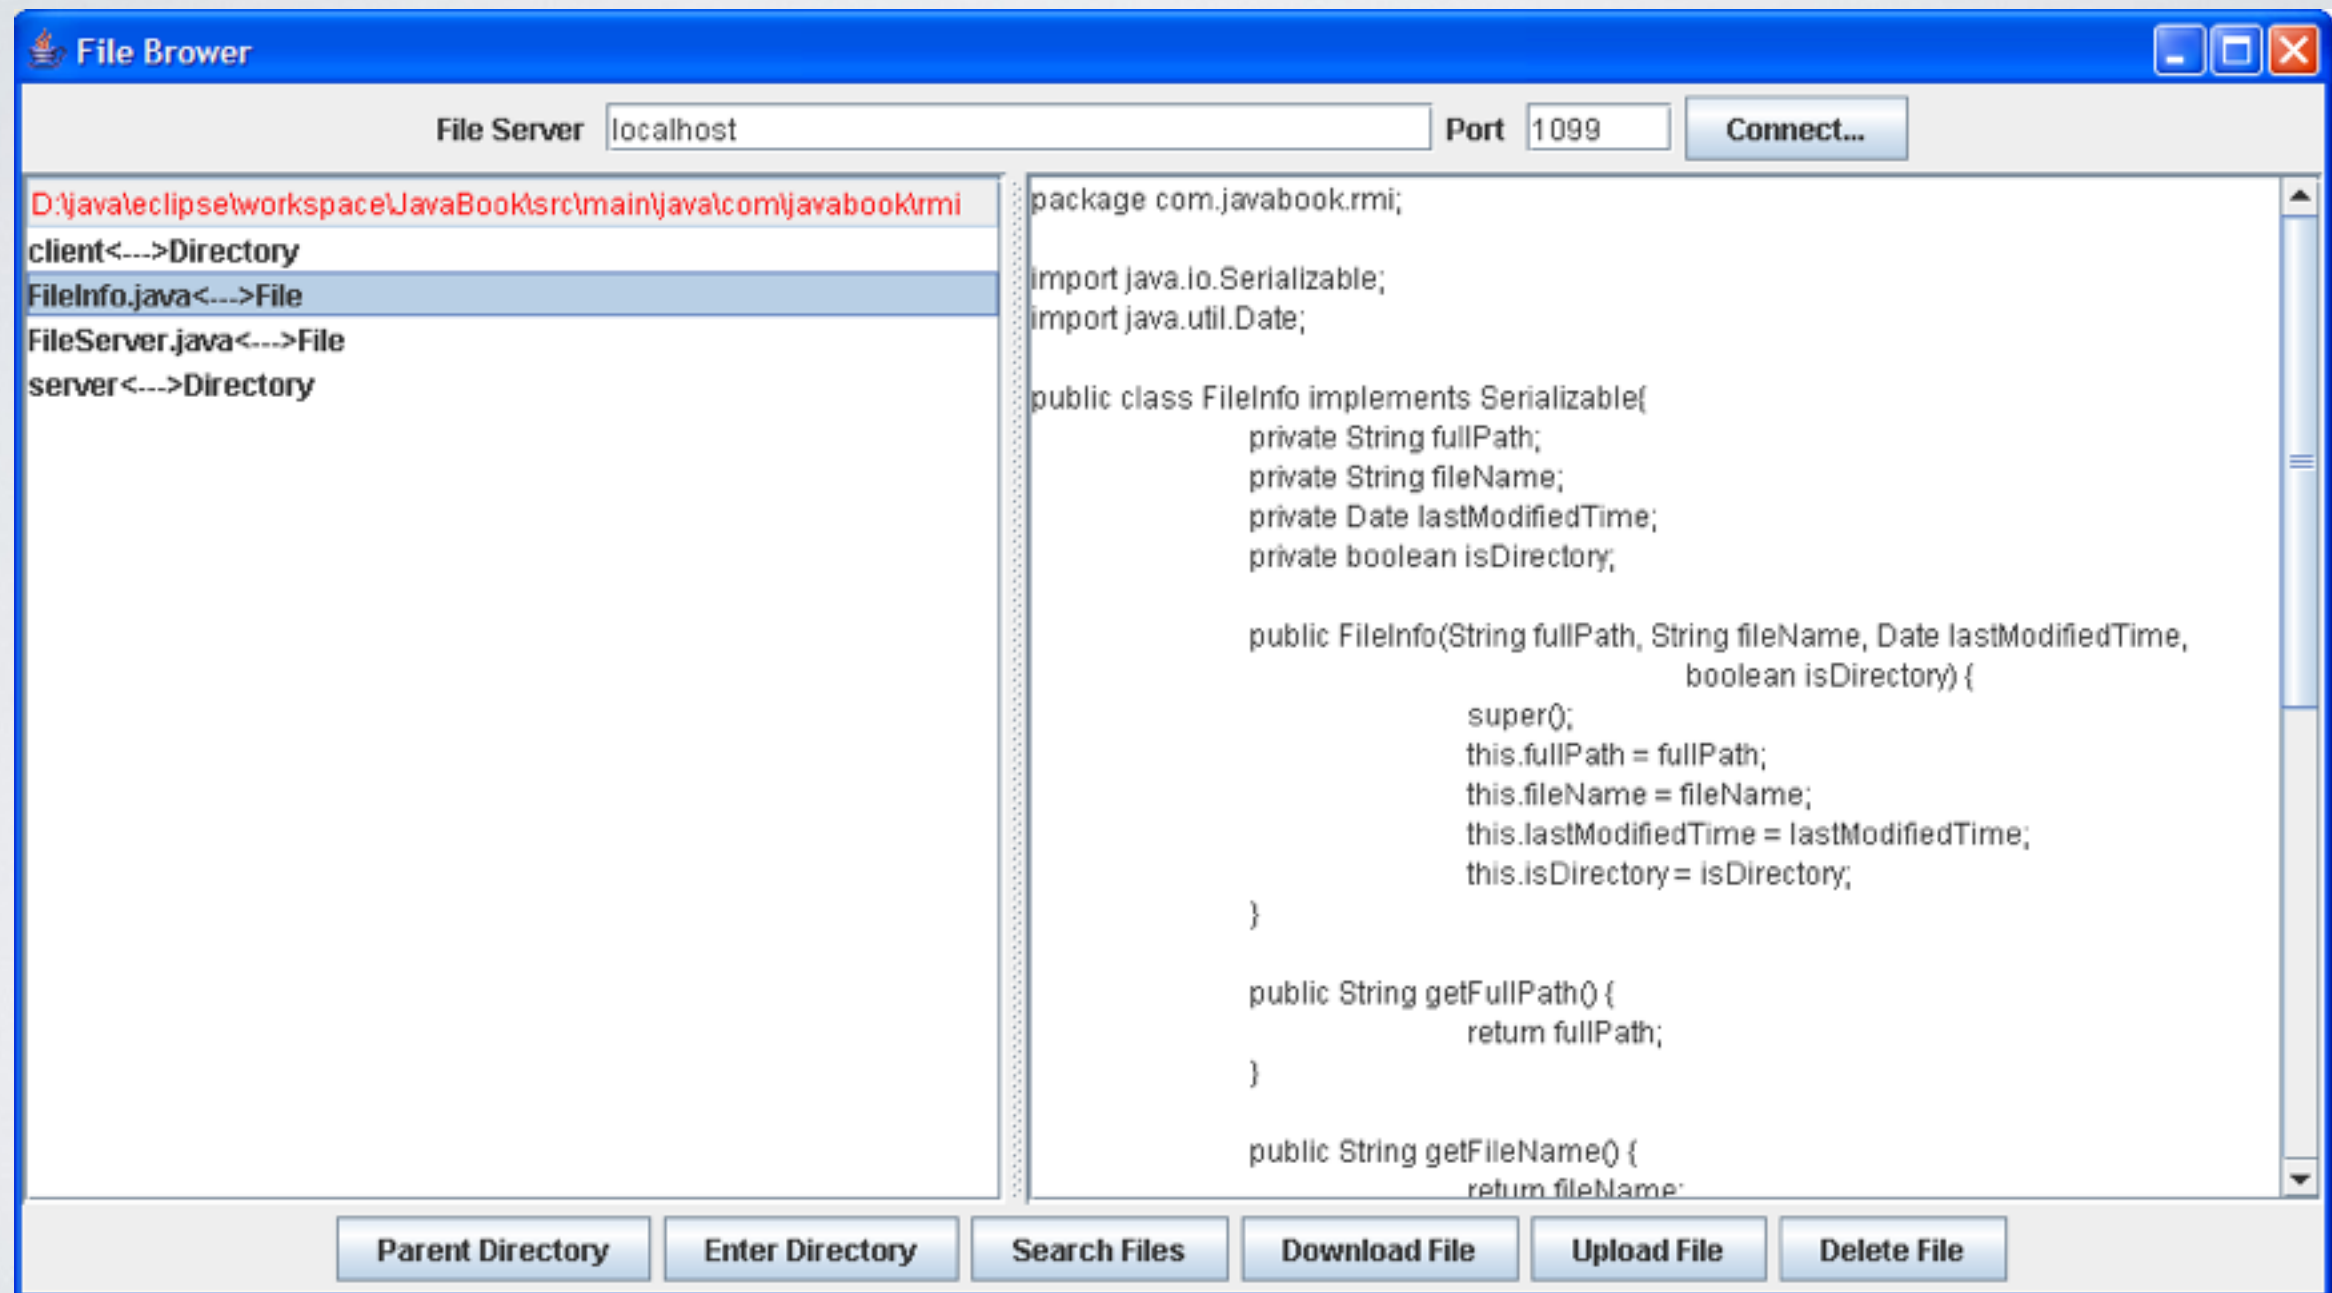 File Brower
File Server localhost Port 1099 Connect...
D:\java\eclipse\workspace\JavaBook\src\main\java\com\javabook\rmi
client<--->Directory
FileInfo.java<--->File
FileServer.java<--->File
server<--->Directory
package com.javabook.rmi;
import java.io.Serializable;
import java.util.Date;
public class FileInfo implements Serializable{
private String fullPath;
private String fileName;
private Date lastModifiedTime;
private boolean isDirectory;
public FileInfo(String fullPath, String fileName, Date lastModifiedTime,
boolean isDirectory) {
super();
this.fullPath = fullPath;
this.fileName = fileName;
this.lastModifiedTime = lastModifiedTime;
this.isDirectory = isDirectory;
}
public String getFullPath() {
return fullPath;
}
public String getFileName() {
return fileName;
Parent Directory Enter Directory Search Files Download File Upload File Delete File